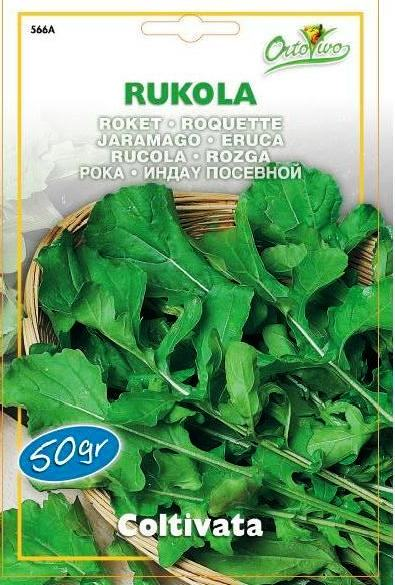 566A
OrtoVivo
RUKOLA
ROKET • ROQUETTE
JARAMAGO • ERUCA
RUCOLA • ROZGA
РОКА • ИНДАУ ПОСЕВНОЙ
50gr
Coltivata